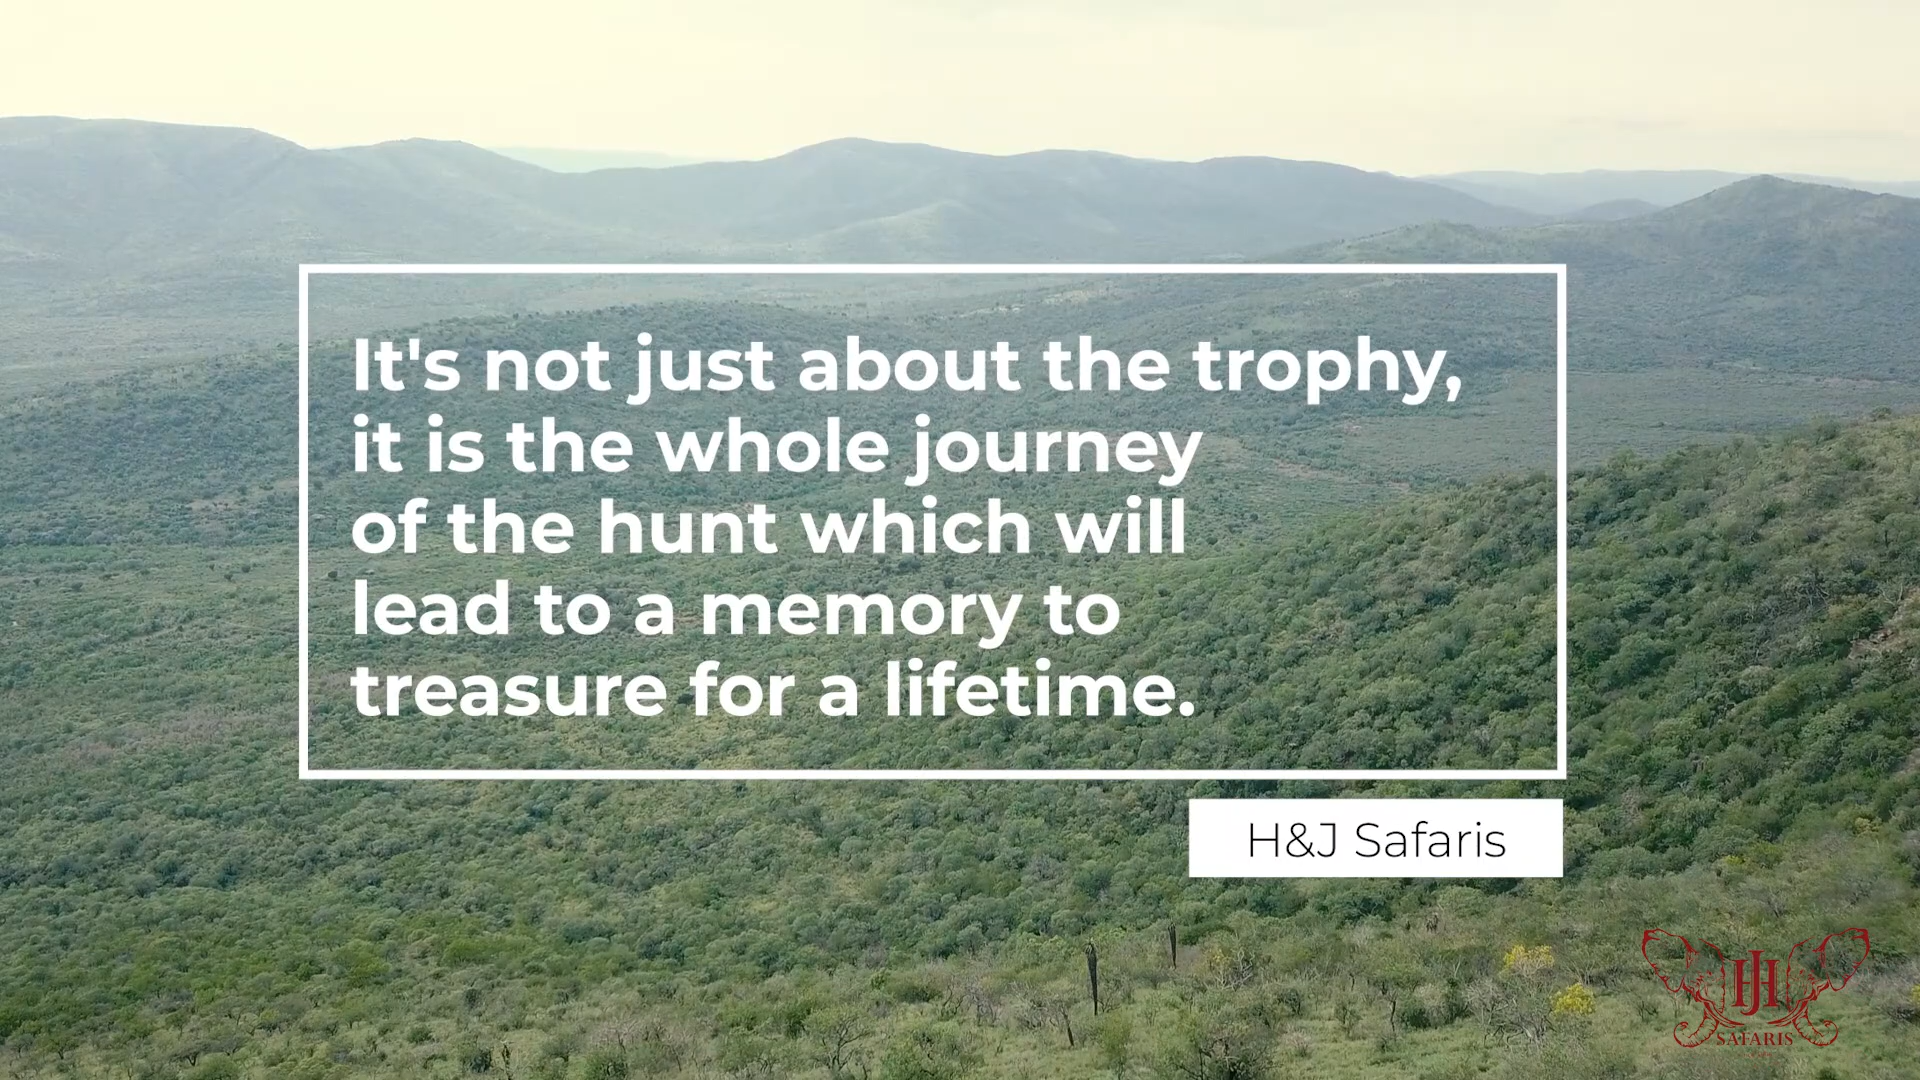 It's not just about the trophy,
it is the whole journey
of the hunt which will
lead to a memory to
treasure for a lifetime.
H&J Safaris
HJ
SAFARIS